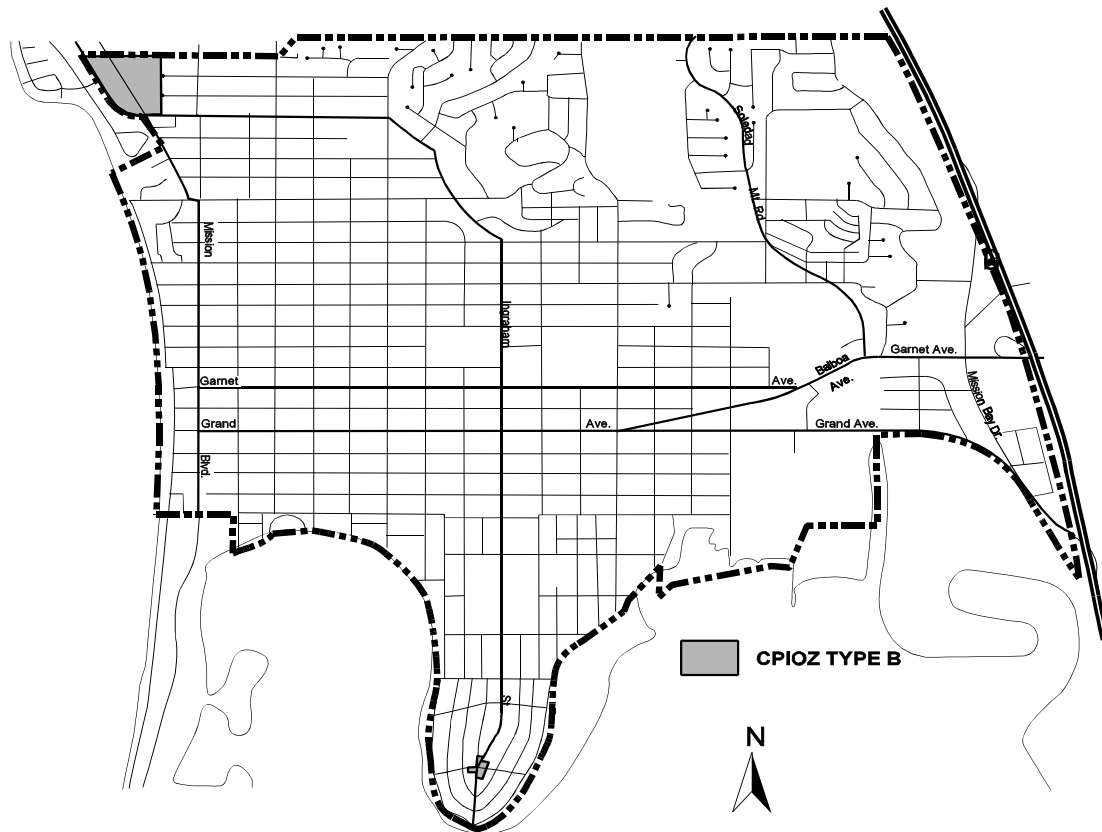 Soledad
Mt. Rd.
Mission
Ingraham
Garnet Ave.
Balboa
Ave.
Garnet
Ave.
Mission Bay Dr.
Grand
Ave.
Grand Ave.
Blvd.
CPIOZ TYPE B
St.
N